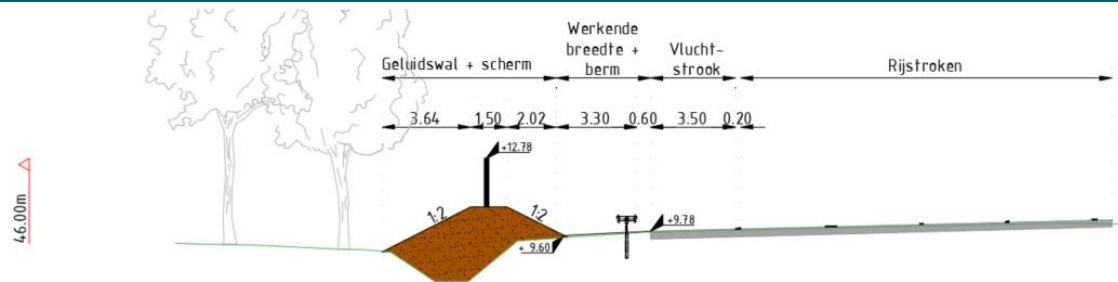 Werkende
breedte +
berm
Vlucht-
strook
Geluidswal + scherm
Rijstroken
3.64
1.50
2.02
3.30
0.60
3.50
0.20
+12.78
1:2
1:2
+9.78
+ 9.60
46.00m